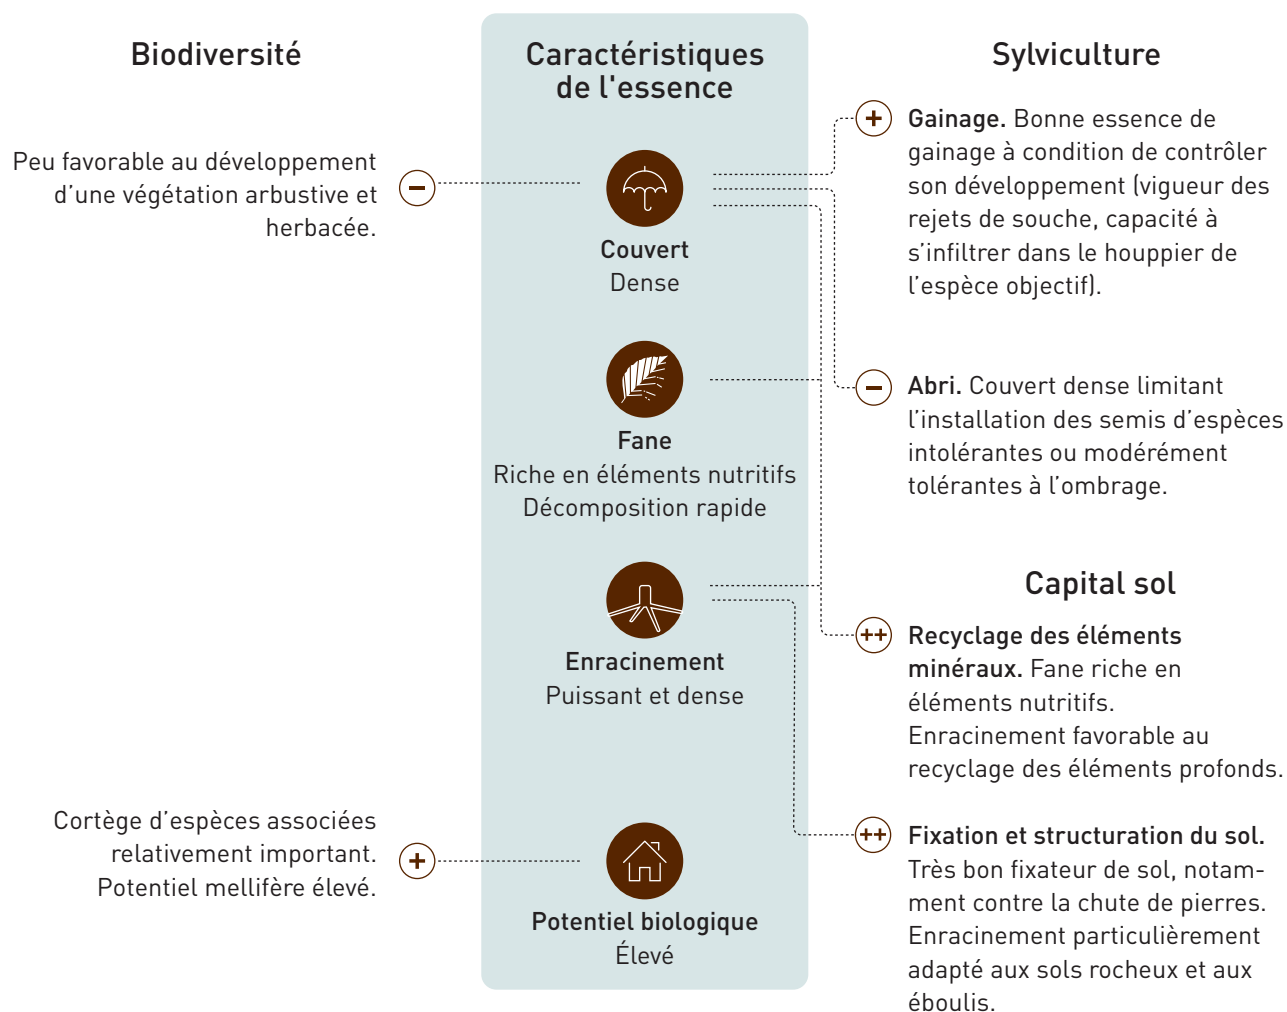 Biodiversité
Peu favorable au développement
d’une végétation arbustive et
herbacée.
−
Cortège d’espèces associées
relativement important.
Potentiel mellifère élevé.
+
Caractéristiques
de l'essence
Couvert
Dense
Fane
Riche en éléments nutritifs
Décomposition rapide
Enracinement
Puissant et dense
Potentiel biologique
Élevé
Sylviculture
+ Gainage. Bonne essence de
gainage à condition de contrôler
son développement (vigueur des
rejets de souche, capacité à
s’infiltrer dans le houppier de
l’espèce objectif).
− Abri. Couvert dense limitant
l’installation des semis d’espèces
intolérantes ou modérément
tolérantes à l’ombrage.
Capital sol
++ Recyclage des éléments
minéraux. Fane riche en
éléments nutritifs.
Enracinement favorable au
recyclage des éléments profonds.
++ Fixation et structuration du sol.
Très bon fixateur de sol, notam-
ment contre la chute de pierres.
Enracinement particulièrement
adapté aux sols rocheux et aux
éboulis.